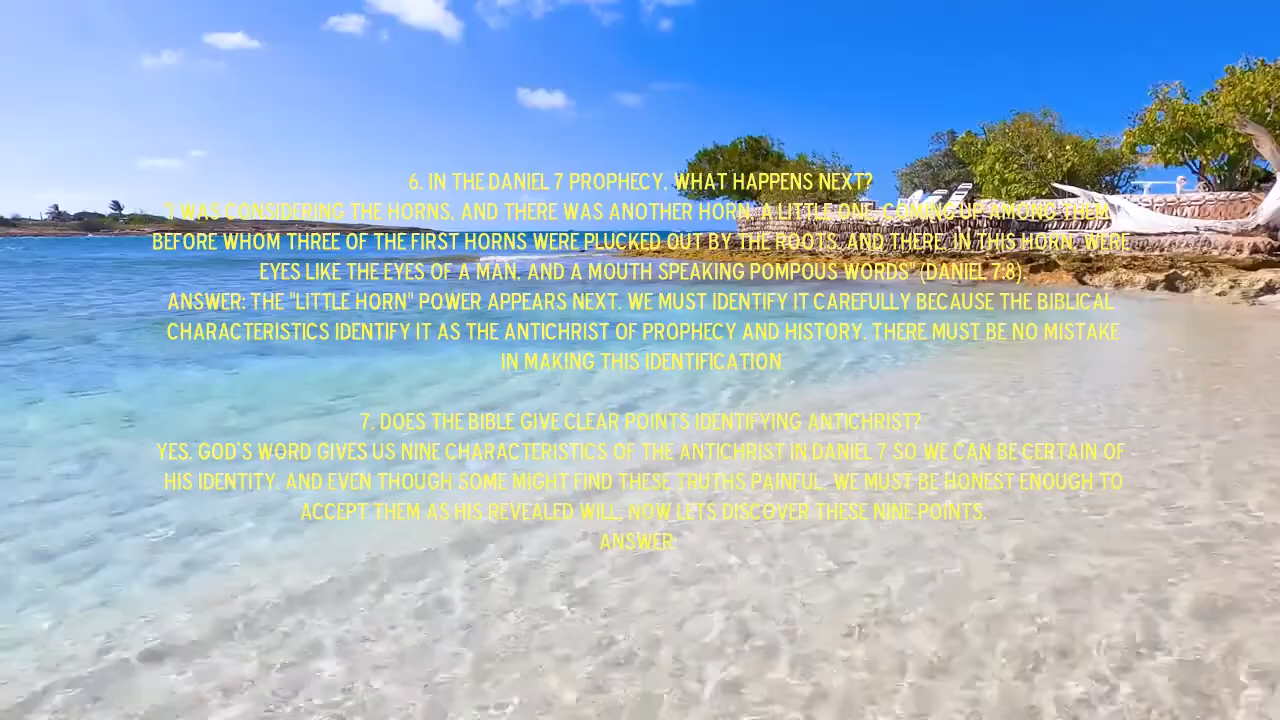 6. IN THE DANIEL 7 PROPHECY, WHAT HAPPENS NEXT?
"I WAS CONSIDERING THE HORNS, AND THERE WAS ANOTHER HORN, A LITTLE ONE, COMING UP AMONG THEM,
BEFORE WHOM THREE OF THE FIRST HORNS WERE PLUCKED OUT BY THE ROOTS. AND THERE, IN THIS HORN, WERE
EYES LIKE THE EYES OF A MAN, AND A MOUTH SPEAKING POMPOUS WORDS" (DANIEL 7:8).
ANSWER: THE "LITTLE HORN" POWER APPEARS NEXT. WE MUST IDENTIFY IT CAREFULLY BECAUSE THE BIBLICAL
CHARACTERISTICS IDENTIFY IT AS THE ANTICHRIST OF PROPHECY AND HISTORY. THERE MUST BE NO MISTAKE
IN MAKING THIS IDENTIFICATION.
7. DOES THE BIBLE GIVE CLEAR POINTS IDENTIFYING ANTICHRIST?
YES. GOD'S WORD GIVES US NINE CHARACTERISTICS OF THE ANTICHRIST IN DANIEL 7 SO WE CAN BE CERTAIN OF
HIS IDENTITY. AND EVEN THOUGH SOME MIGHT FIND THESE TRUTHS PAINFUL, WE MUST BE HONEST ENOUGH TO
ACCEPT THEM AS HIS REVEALED WILL. NOW LETS DISCOVER THESE NINE POINTS.
ANSWER: